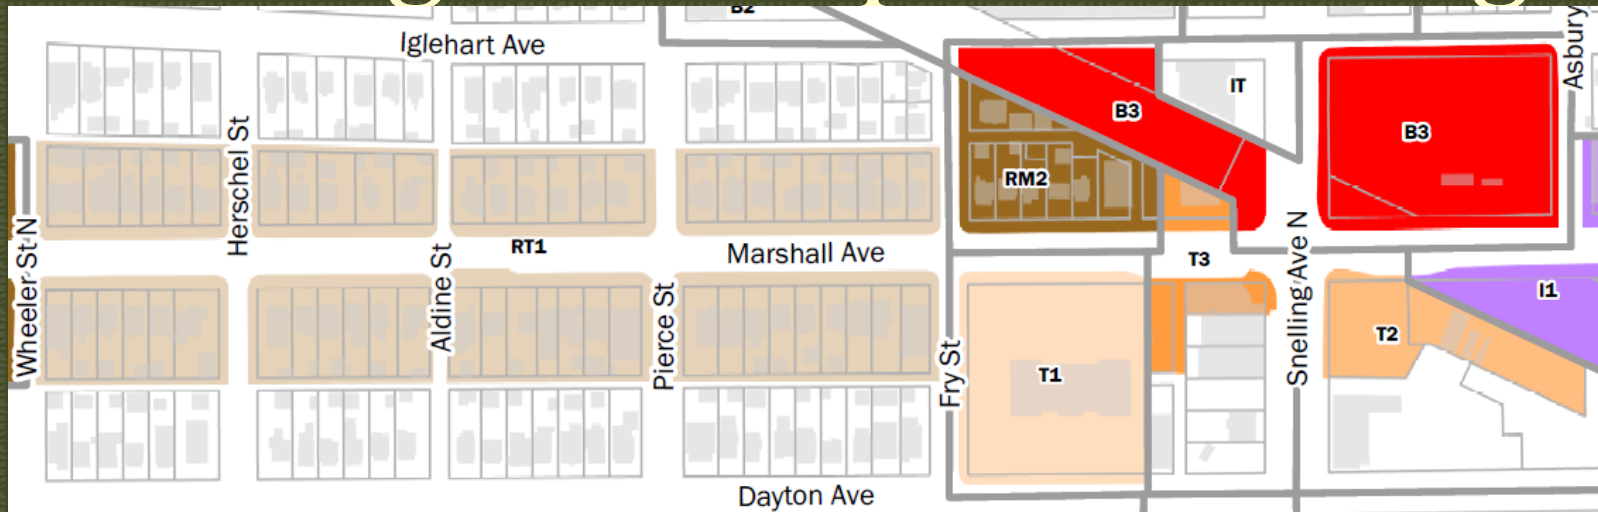 B2
Iglehart Ave
Asbury
IT
B3
B3
Herschel St
RM2
Wheeler St N
RT1
Marshall Ave
Aldine St
Pierce St
T3
Snelling Ave N
I1
T2
Fry St
T1
Dayton Ave